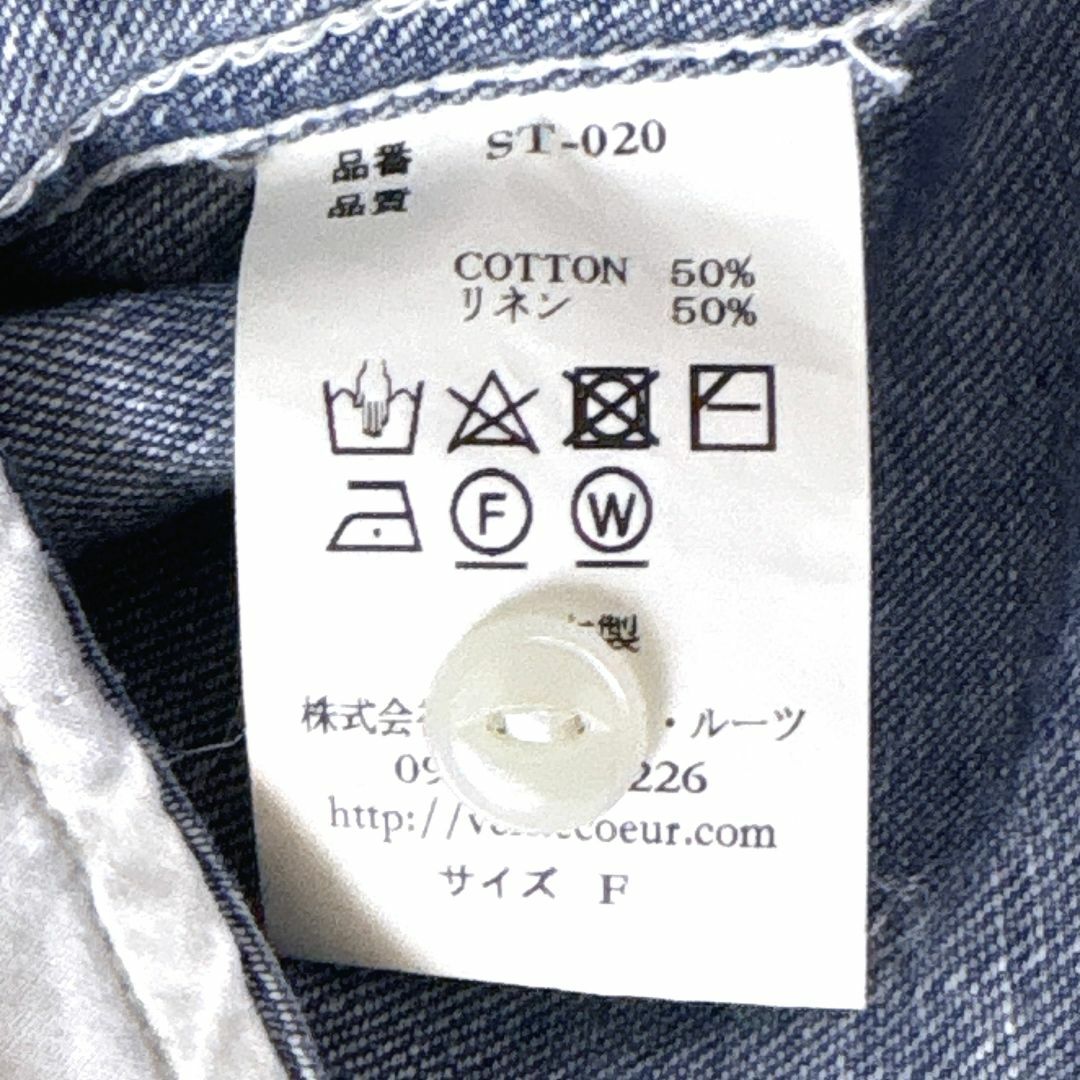 品番 ST-020
品質
COTTON 50%
リネン 50%
F W
製
株式会 ・ルーツ
09 226
http:// coeur.com
サイズ F